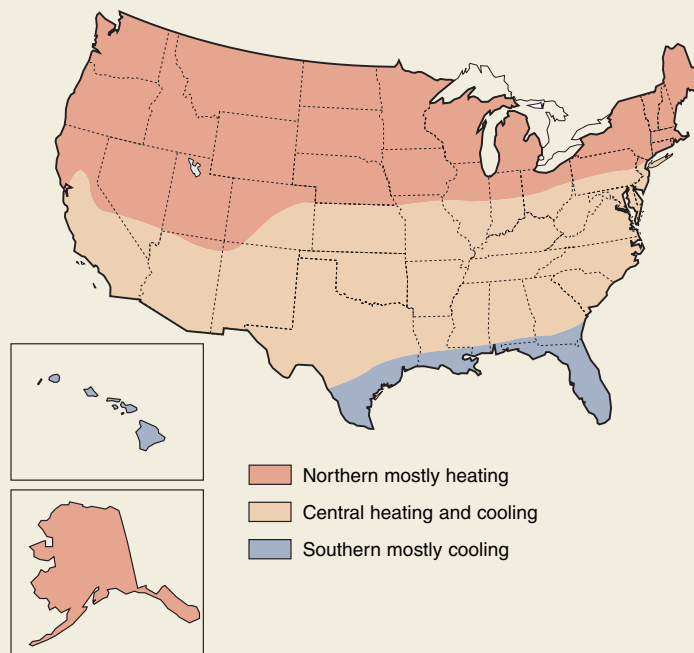 Northern mostly heating
Central heating and cooling
Southern mostly cooling